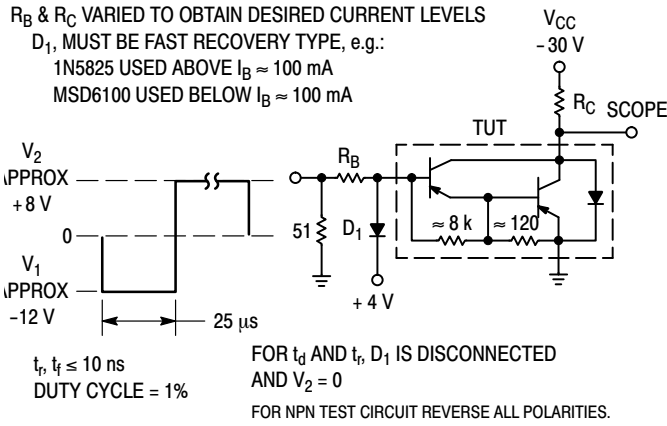 R_B & R_C VARIED TO OBTAIN DESIRED CURRENT LEVELS
D_1, MUST BE FAST RECOVERY TYPE, e.g.:
1N5825 USED ABOVE I_B ≈ 100 mA
MSD6100 USED BELOW I_B ≈ 100 mA
V_CC
-30 V
R_C SCOPE
TUT
V_2
PPROX
+8 V
0
V_1
PPROX
-12 V
25 μs
R_B
51
D_1
+ 4 V
≈ 8 k
≈ 120
t_r, t_f ≤ 10 ns
DUTY CYCLE = 1%
FOR t_d AND t_r, D_1 IS DISCONNECTED
AND V_2 = 0
FOR NPN TEST CIRCUIT REVERSE ALL POLARITIES.